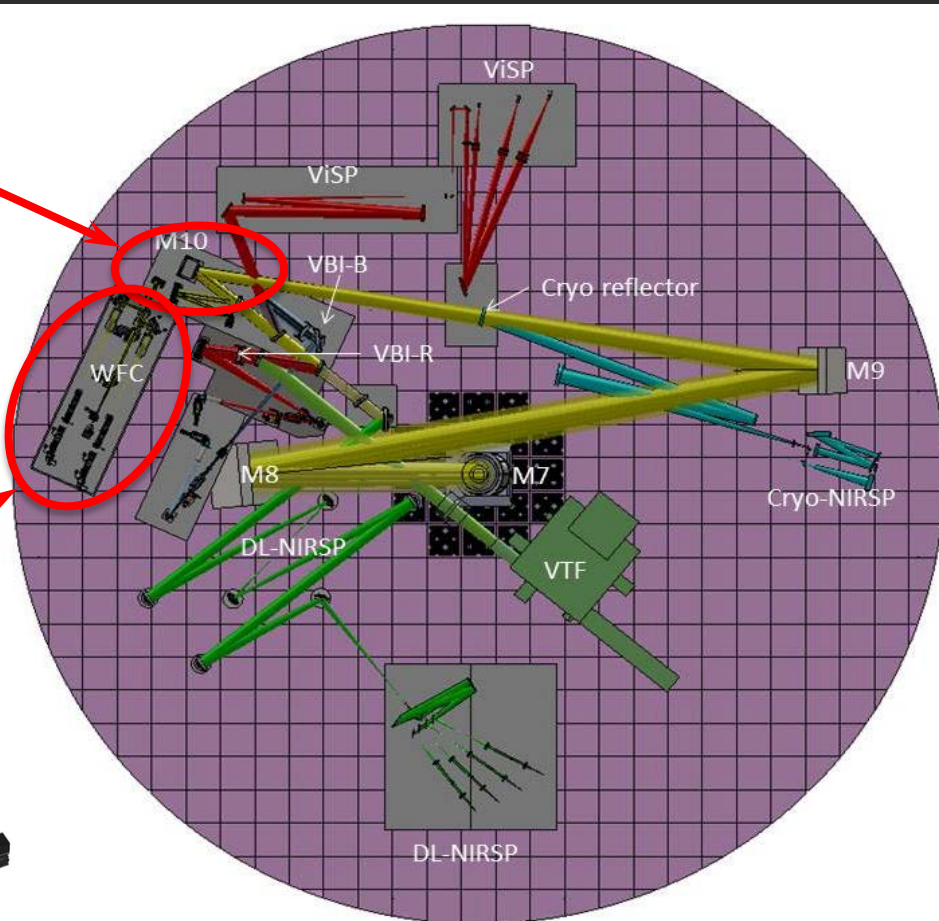 ViSP
ViSP
M10
VBI-B
Cryo reflector
VBI-R
M9
WFC
M8
M7
Cryo-NIRSP
DL-NIRSP
VTF
DL-NIRSP